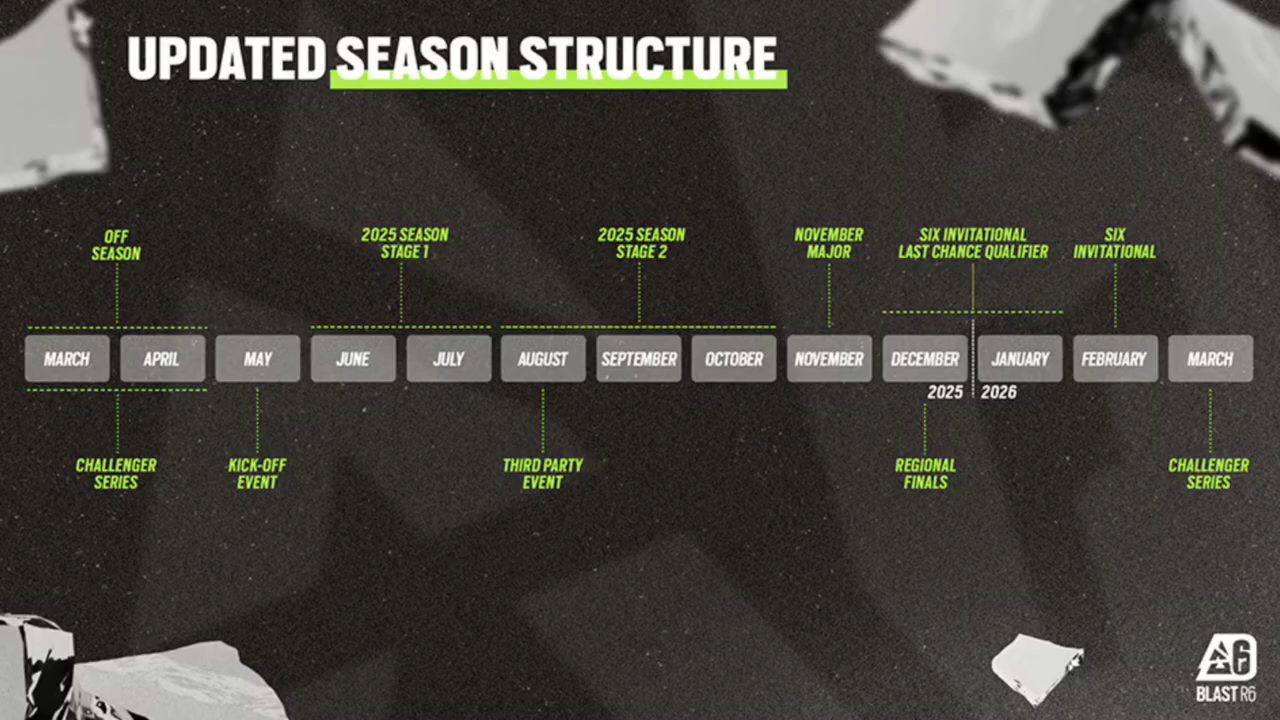 UPDATED SEASON STRUCTURE
OFF
SEASON
2025 SEASON
STAGE 1
2025 SEASON
STAGE 2
NOVEMBER
MAJOR
SIX INVITATIONAL
LAST CHANCE QUALIFIER
SIX
INVITATIONAL
MARCH APRIL MAY JUNE JULY AUGUST SEPTEMBER OCTOBER NOVEMBER DECEMBER JANUARY FEBRUARY MARCH
2025 2026
CHALLENGER
SERIES
KICK-OFF
EVENT
THIRD PARTY
EVENT
REGIONAL
FINALS
CHALLENGER
SERIES
6
BLAST R6